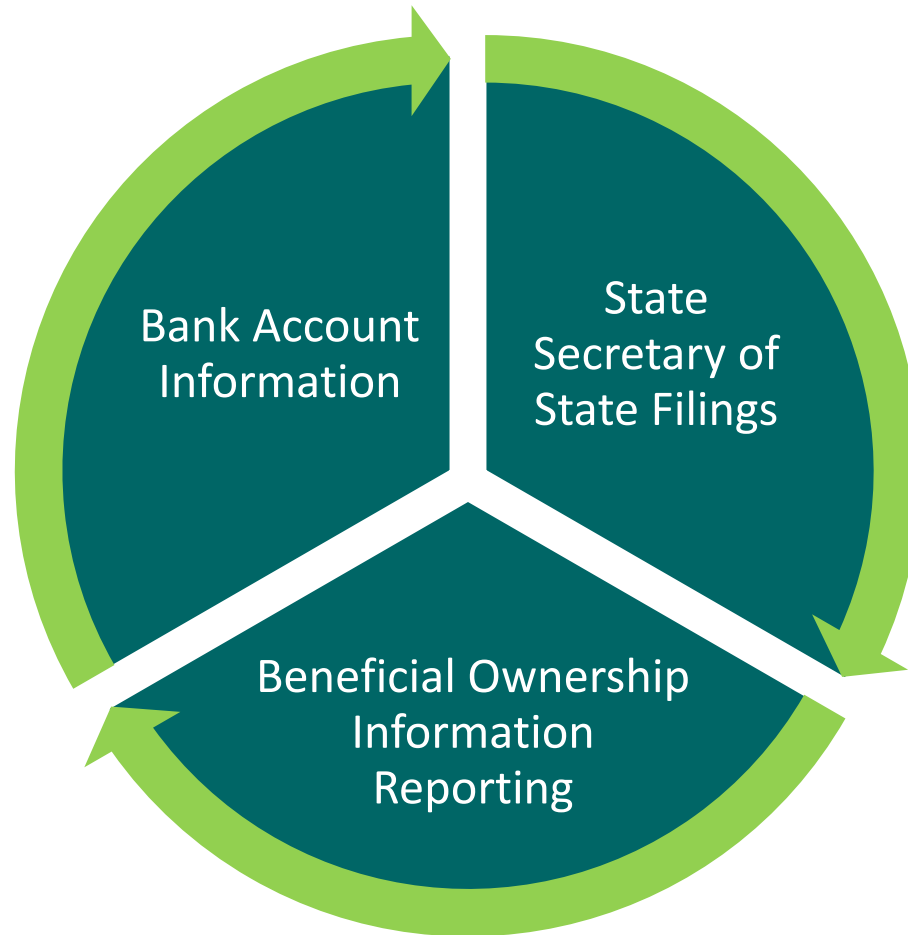 Bank Account
Information
State
Secretary of
State Filings
Beneficial Ownership
Information
Reporting